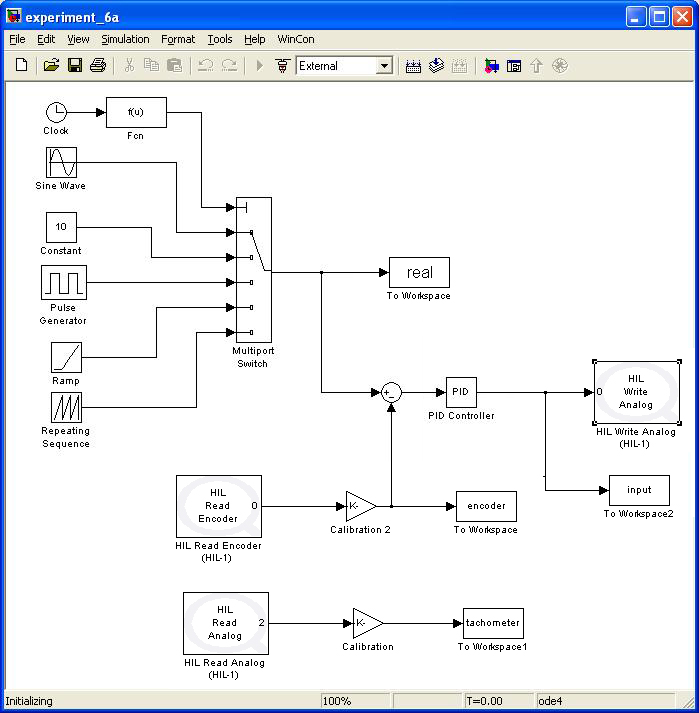 experiment_6a
File Edit View Simulation Format Tools Help WinCon
External
Clock
f(u)
Fcn
Sine Wave
10
Constant
Pulse
Generator
Ramp
Repeating
Sequence
Multiport
Switch
real
To Workspace
+
-
PID
PID Controller
0
HIL
Write
Analog
HIL Write Analog
(HIL-1)
input
To Workspace2
HIL
Read
Encoder
0
HIL Read Encoder
(HIL-1)
K-
Calibration 2
encoder
To Workspace
HIL
Read
Analog
2
HIL Read Analog
(HIL-1)
K-
Calibration
tachometer
To Workspace1
Initializing 100% T=0.00 ode4